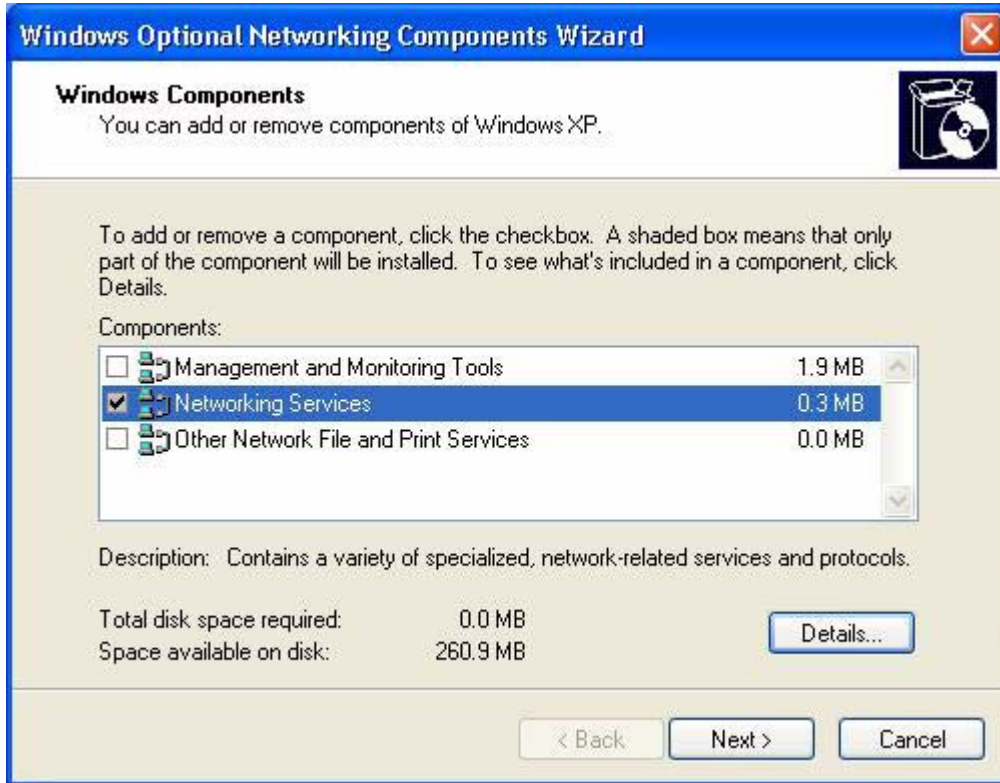 Windows Optional Networking Components Wizard
Windows Components
You can add or remove components of Windows XP.
To add or remove a component, click the checkbox. A shaded box means that only
part of the component will be installed. To see what's included in a component, click
Details.
Components:
Management and Monitoring Tools 1.9 MB
Networking Services 0.3 MB
Other Network File and Print Services 0.0 MB
Description: Contains a variety of specialized, network-related services and protocols.
Total disk space required: 0.0 MB
Space available on disk: 260.9 MB
Details...
< Back Next > Cancel